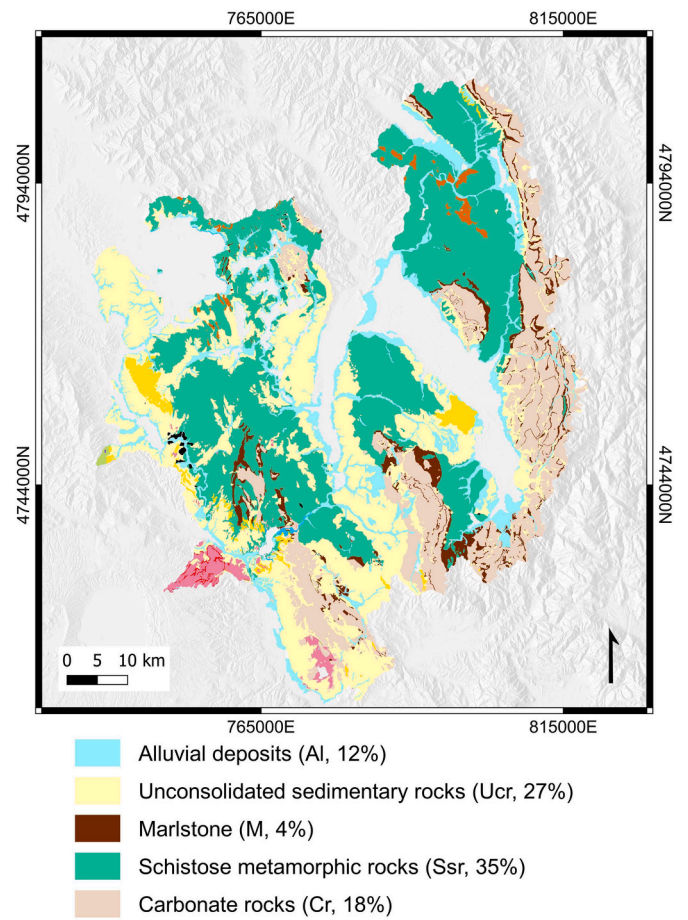 765000E 815000E
4794000N 4794000N
4744000N 4744000N
0 5 10 km
765000E 815000E
Alluvial deposits (Al, 12%)
Unconsolidated sedimentary rocks (Ucr, 27%)
Marlstone (M, 4%)
Schistose metamorphic rocks (Ssr, 35%)
Carbonate rocks (Cr, 18%)